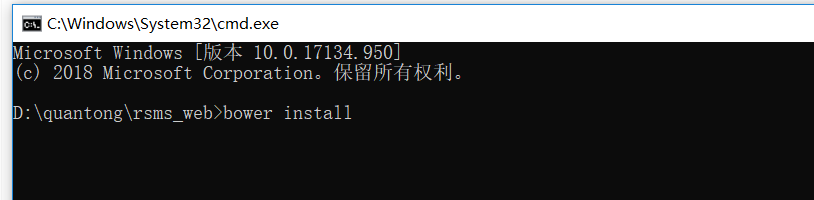 C:\Windows\System32\cmd.exe
Microsoft Windows [版本 10.0.17134.950]
(c) 2018 Microsoft Corporation。保留所有权利。
D:\quantong\rsms_web>bower install